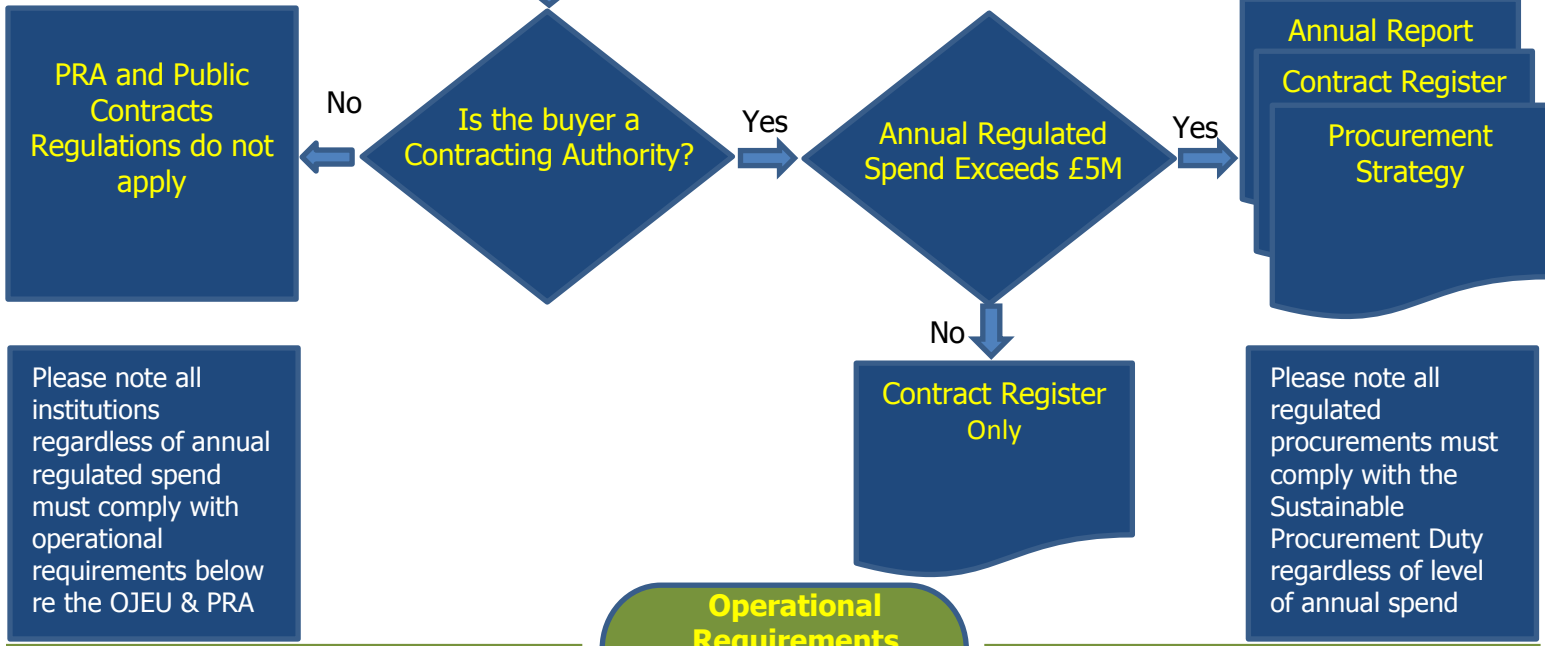 PRA and Public
Contracts
Regulations do not
apply
No
Is the buyer a
Contracting Authority?
Yes
Annual Regulated
Spend Exceeds £5M
Yes
Annual Report
Contract Register
Procurement
Strategy
No
Contract Register
Only
Please note all
institutions
regardless of annual
regulated spend
must comply with
operational
requirements below
re the OJEU & PRA
Please note all
regulated
procurements must
comply with the
Sustainable
Procurement Duty
regardless of level
of annual spend
Operational
Requirements